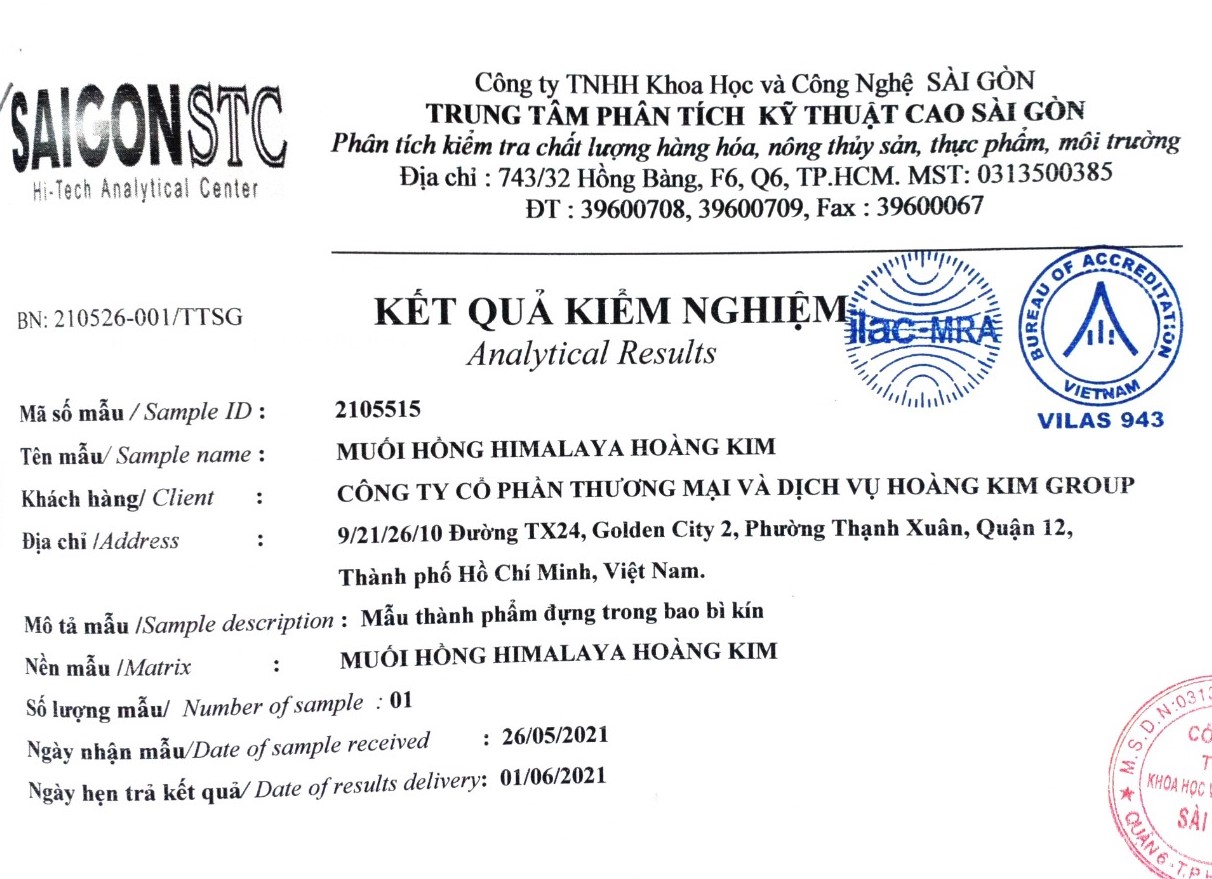 SAIGONSTC
Hi-Tech Analytical Center
Công ty TNHH Khoa Học và Công Nghệ SÀI GÒN
TRUNG TÂM PHÂN TÍCH KỸ THUẬT CAO SÀI GÒN
Phân tích kiểm tra chất lượng hàng hóa, nông thủy sản, thực phẩm, môi trường
Địa chỉ : 743/32 Hồng Bàng, F6, Q6, TP.HCM. MST: 0313500385
ĐT : 39600708, 39600709, Fax : 39600067
BN: 210526-001/TTSG
KẾT QUẢ KIỂM NGHIỆM
Analytical Results
ilac-MRA
BUREAU OF ACCREDITATION
VIETNAM
VILAS 943
Mã số mẫu / Sample ID : 2105515
Tên mẫu/ Sample name : MUỐI HỒNG HIMALAYA HOÀNG KIM
Khách hàng/ Client : CÔNG TY CỔ PHẦN THƯƠNG MẠI VÀ DỊCH VỤ HOÀNG KIM GROUP
Địa chỉ /Address : 9/21/26/10 Đường TX24, Golden City 2, Phường Thạnh Xuân, Quận 12,
Thành phố Hồ Chí Minh, Việt Nam.
Mô tả mẫu /Sample description : Mẫu thành phẩm đựng trong bao bì kín
Nền mẫu /Matrix : MUỐI HỒNG HIMALAYA HOÀNG KIM
Số lượng mẫu/ Number of sample : 01
Ngày nhận mẫu/Date of sample received : 26/05/2021
Ngày hẹn trả kết quả/ Date of results delivery: 01/06/2021
M.S.D.N:0313
CÔ
T
KHOA HỌC V
SÀI
QUẬN 6 - T.P H